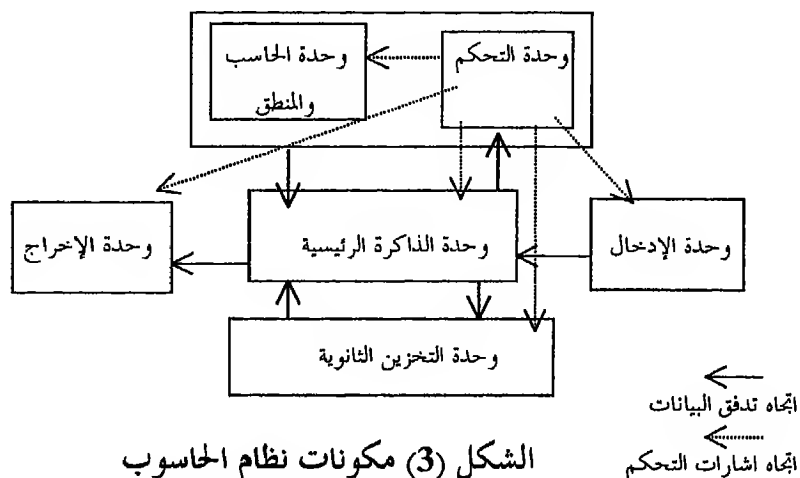 وحدة التحكم
وحدة الحاسب
والمنطق
وحدة الإدخال
وحدة الذاكرة الرئيسية
وحدة الإخراج
وحدة التخزين الثانوية
اتجاه تدفق البيانات
اتجاه اشارات التحكم
الشكل (3) مكونات نظام الحاسوب